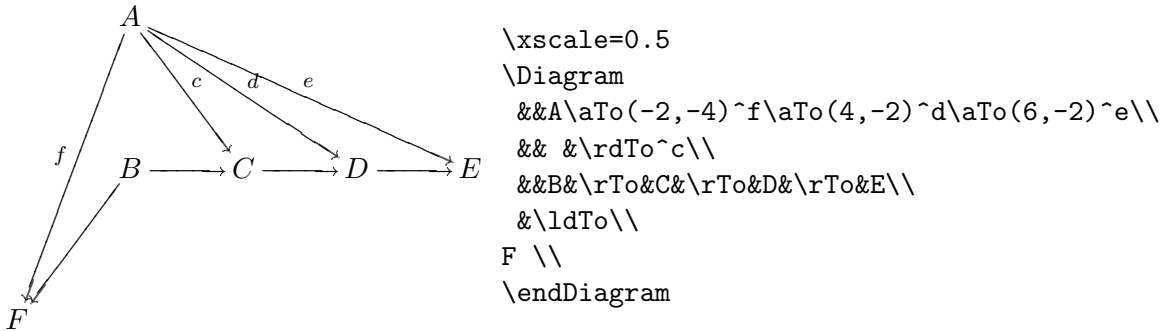 A
c d e
f
B C D E
F
\xscale=0.5
\Diagram
 &&A\aTo(-2,-4)^f\aTo(4,-2)^d\aTo(6,-2)^e\\
 && &\rdTo^c\\
 &&B&\rTo&C&\rTo&D&\rTo&E\\
 &\ldTo\\
F \\
\endDiagram